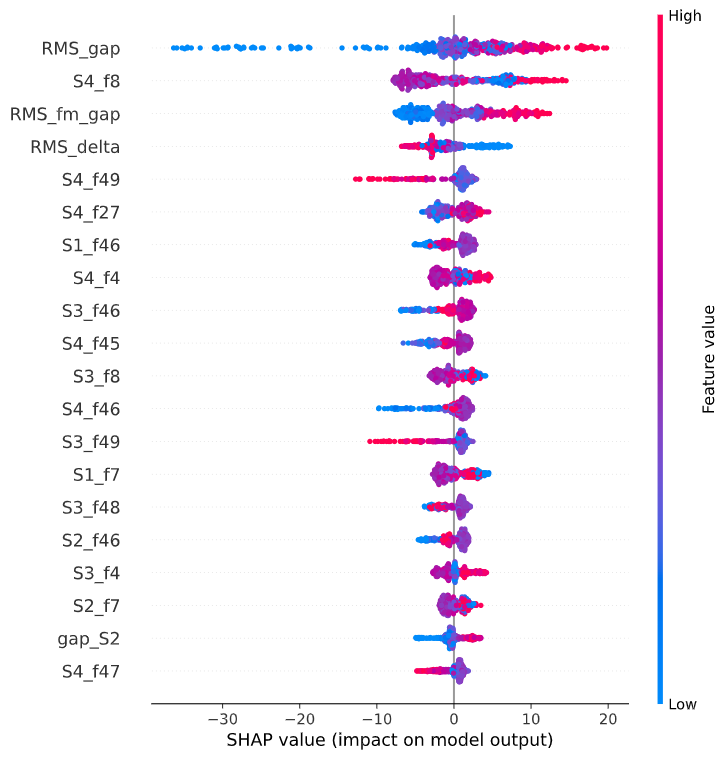 High
RMS_gap
S4_f8
RMS_fm_gap
RMS_delta
S4_f49
S4_f27
S1_f46
S4_f4
S3_f46
S4_f45
S3_f8
S4_f46
S3_f49
S1_f7
S3_f48
S2_f46
S3_f4
S2_f7
gap_S2
S4_f47
Feature value
Low
−30 −20 −10 0 10 20
SHAP value (impact on model output)